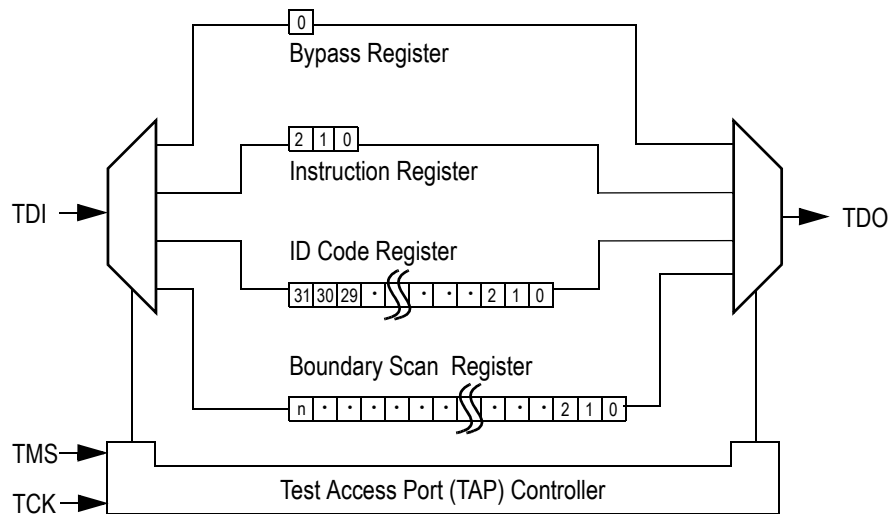 0
Bypass Register
2 1 0
Instruction Register
TDI
TDO
ID Code Register
31 30 29 · · · · 2 1 0
Boundary Scan Register
n · · · · · · · · · 2 1 0
TMS
Test Access Port (TAP) Controller
TCK